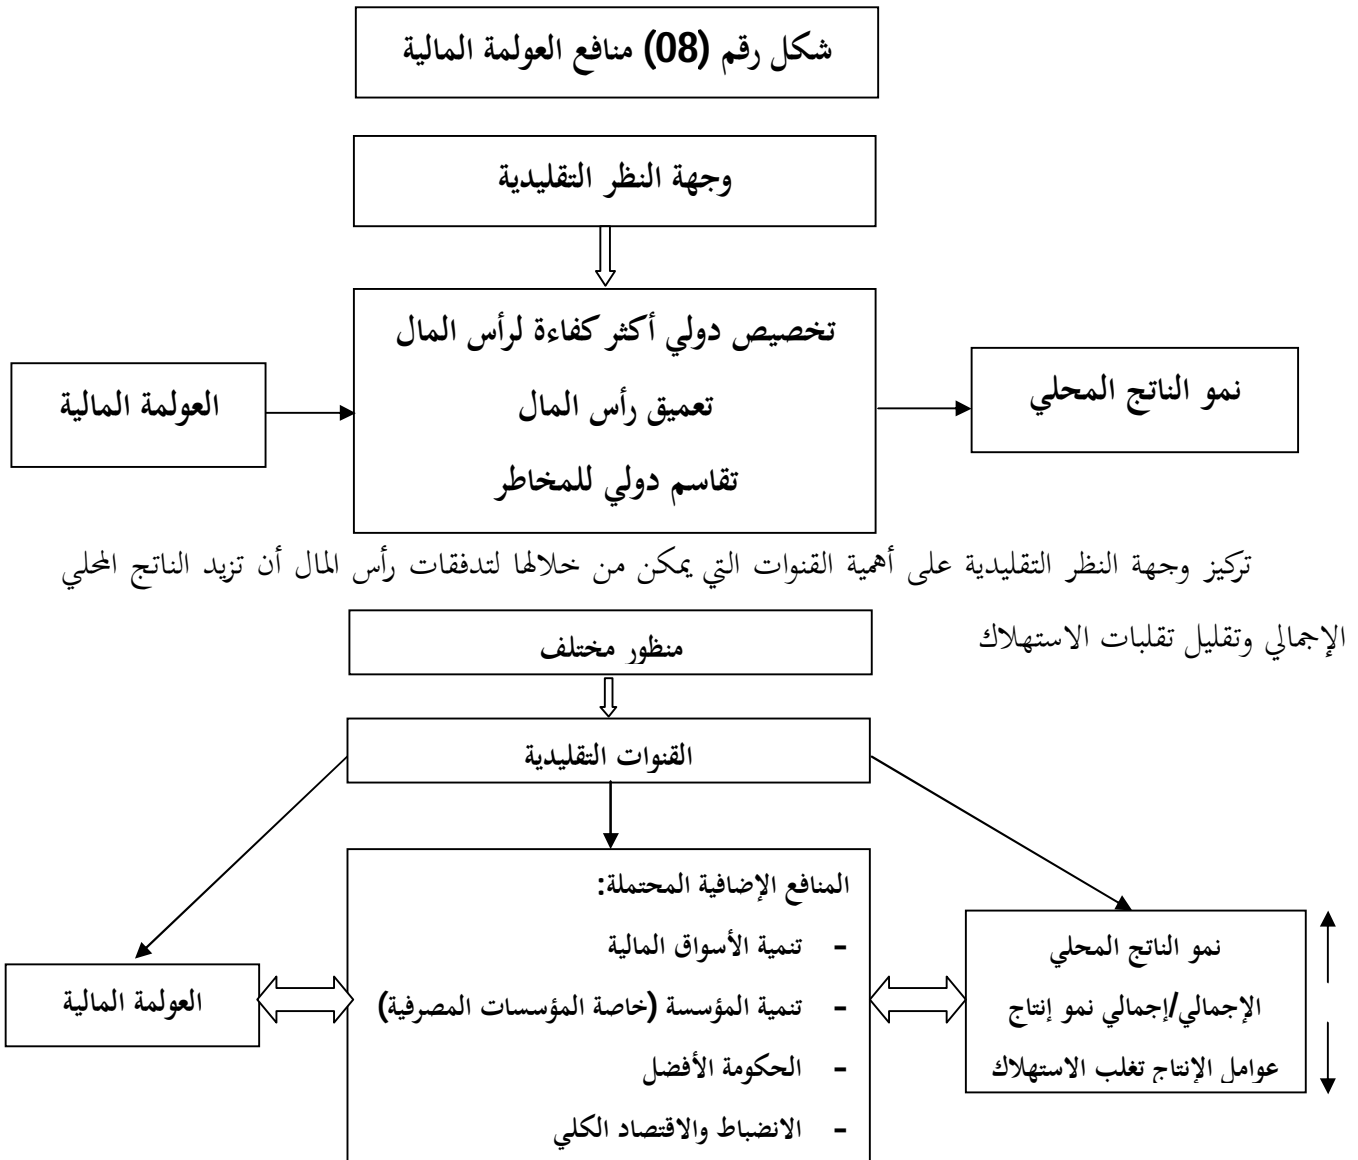 شكل رقم (08) منافع العولمة المالية
وجهة النظر التقليدية
تخصيص دولي أكثر كفاءة لرأس المال
تعميق رأس المال
تقاسم دولي للمخاطر
نمو الناتج المحلي
العولمة المالية
تركيز وجهة النظر التقليدية على أهمية القنوات التي يمكن من خلالها لتدفقات رأس المال أن تزيد الناتج المحلي
الإجمالي وتقليل تقلبات الاستهلاك
منظور مختلف
القنوات التقليدية
المنافع الإضافية المحتملة:
- تنمية الأسواق المالية
- تنمية المؤسسة (خاصة المؤسسات المصرفية)
- الحكومة الأفضل
- الانضباط والاقتصاد الكلي
نمو الناتج المحلي
الإجمالي/إجمالي نمو إنتاج
عوامل الإنتاج تغلب الاستهلاك
العولمة المالية